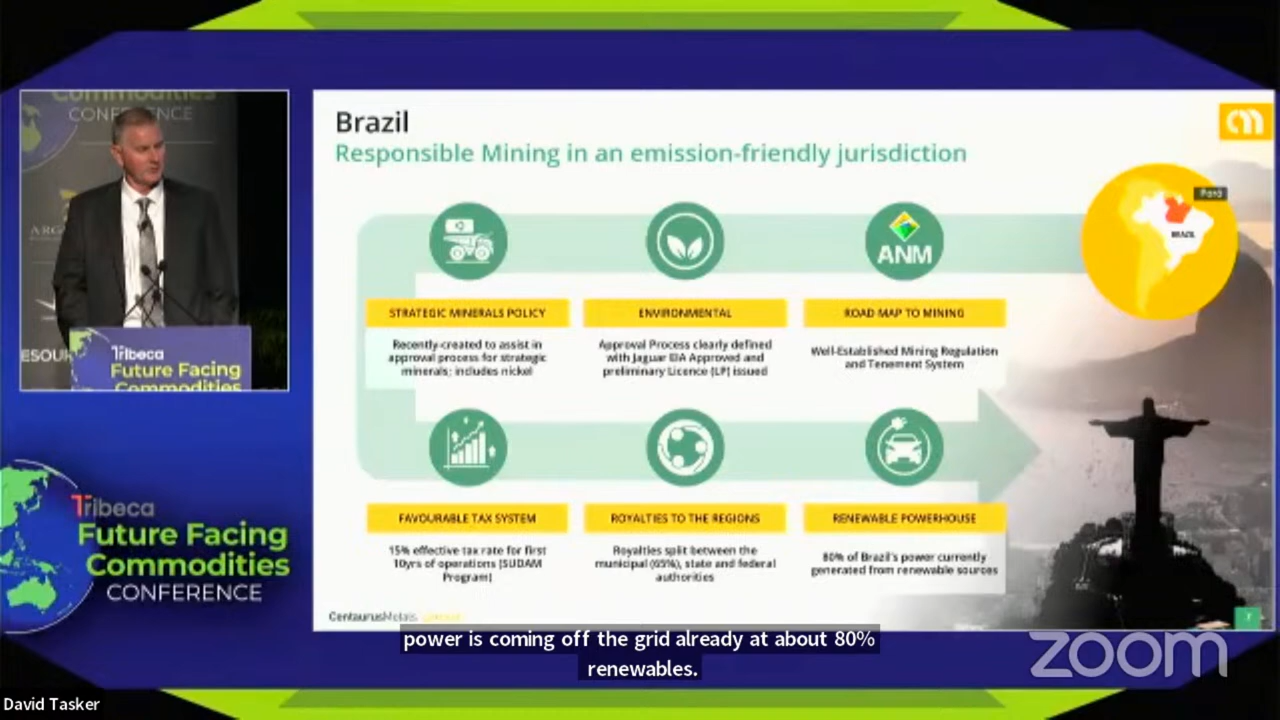 Commodities
CONFERENCE
ESOU
Tribeca
Future Facing
Commodities
Tribeca
Future Facing
Commodities
CONFERENCE
Brazil
Responsible Mining in an emission-friendly jurisdiction
Pará
BRAZIL
ANM
STRATEGIC MINERALS POLICY
Recently-created to assist in
approval process for strategic
minerals; includes nickel
ENVIRONMENTAL
Approval Process clearly defined
with Jaguar EIA Approved and
preliminary Licence (LP) issued
ROAD MAP TO MINING
Well-Established Mining Regulation
and Tenement System
FAVOURABLE TAX SYSTEM
15% effective tax rate for first
10yrs of operations (SUDAM
Program)
ROYALTIES TO THE REGIONS
Royalties split between the
municipal (65%), state and federal
authorities
RENEWABLE POWERHOUSE
80% of Brazil's power currently
generated from renewable sources
CentaurusMetals
7
power is coming off the grid already at about 80%
renewables.
zoom
David Tasker